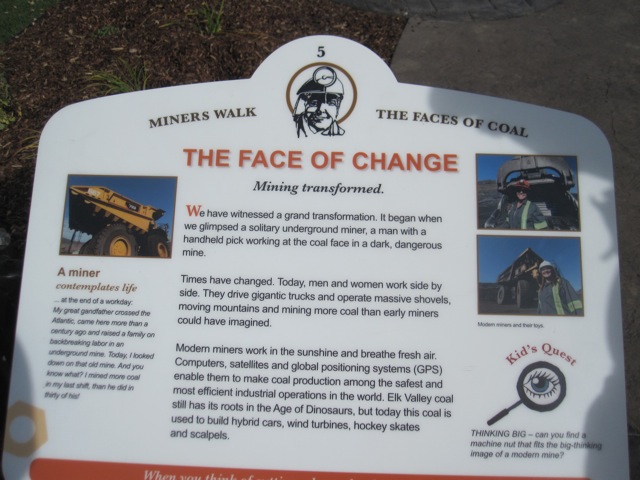 5
MINERS WALK
THE FACES OF COAL
THE FACE OF CHANGE
Mining transformed.
We have witnessed a grand transformation. It began when
we glimpsed a solitary underground miner, a man with a
handheld pick working at the coal face in a dark, dangerous
mine.
Times have changed. Today, men and women work side by
side. They drive gigantic trucks and operate massive shovels,
moving mountains and mining more coal than early miners
could have imagined.
Modern miners work in the sunshine and breathe fresh air.
Computers, satellites and global positioning systems (GPS)
enable them to make coal production among the safest and
most efficient industrial operations in the world. Elk Valley coal
still has its roots in the Age of Dinosaurs, but today this coal is
used to build hybrid cars, wind turbines, hockey skates
and scalpels.
A miner
contemplates life
... at the end of a workday:
My great gandfather crossed the
Atlantic, came here more than a
century ago and raised a family on
backbreaking labor in an
underground mine. Today, I looked
down on that old mine. And you
know what? I mined more coal
in my last shift, than he did in
thirty of his!
Modern miners and their toys.
Kid's Quest
THINKING BIG – can you find a
machine nut that fits the big-thinking
image of a modern mine?
When you think of